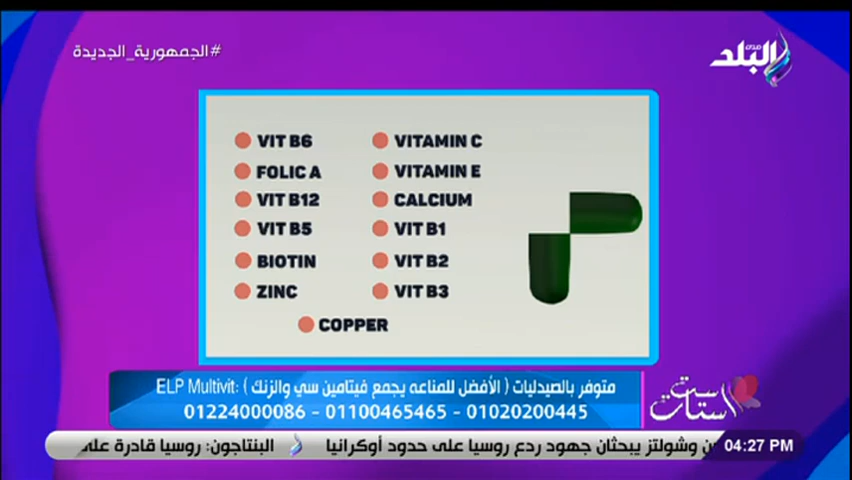 #الجمهورية_الجديدة
صدى البلد
VIT B6
VITAMIN C
FOLIC A
VITAMIN E
VIT B12
CALCIUM
VIT B5
VIT B1
BIOTIN
VIT B2
ZINC
VIT B3
COPPER
متوفر بالصيدليات ( الأفضل للمناعه يجمع فيتامين سي والزنك ) :ELP Multivit
01224000086 - 01100465465 - 01020200445
ست الستات
وشولتز يبحثان جهود ردع روسيا على حدود أوكرانيا البنتاجون: روسيا قادرة على
04:27 PM